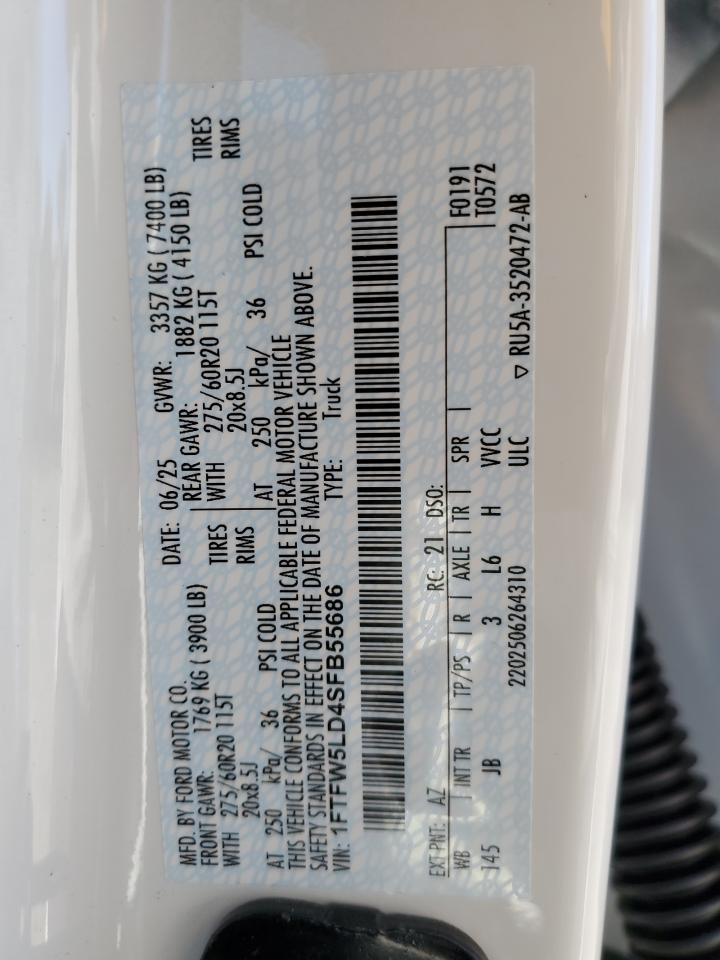 MFD. BY FORD MOTOR CO. DATE: 06/25 GVWR: 3357 KG ( 7400 LB)
FRONT GAWR: 1769 KG ( 3900 LB) REAR GAWR: 1882 KG ( 4150 LB)
WITH 275/60R20 115T TIRES WITH 275/60R20 115T TIRES
20x8.5J RIMS 20x8.5J RIMS
AT 250 kPa/ 36 PSI COLD AT 250 kPa/ 36 PSI COLD
THIS VEHICLE CONFORMS TO ALL APPLICABLE FEDERAL MOTOR VEHICLE
SAFETY STANDARDS IN EFFECT ON THE DATE OF MANUFACTURE SHOWN ABOVE.
VIN: 1FTFW5LD4SFB55686 TYPE: Truck
EXT PNT: AZ RC: 21 DSO: F0191
WB INT TR TP/PS R AXLE TR SPR T0572
145 JB 3 L6 H WCC
2202506264310 ULC ▽ RU5A-3520472-AB